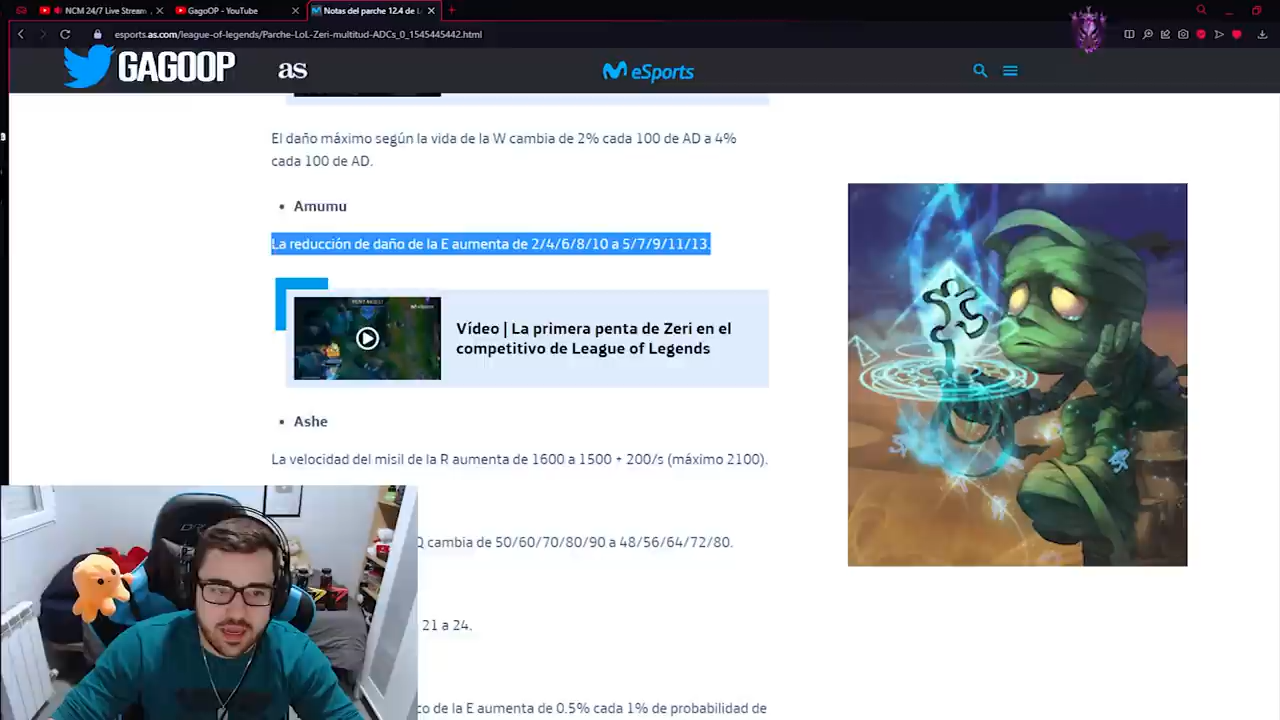 NCM 24/7 Live Stream
GagoOP - YouTube
Notas del parche 12.4 de L
esports.as.com/league-of-legends/Parche-LoL-Zeri-multitud-ADCs_0_1545445442.html
GAGOOP
as
eSports
El daño máximo según la vida de la W cambia de 2% cada 100 de AD a 4%
cada 100 de AD.
• Amumu
La reducción de daño de la E aumenta de 2/4/6/8/10 a 5/7/9/11/13.
Vídeo | La primera penta de Zeri en el
competitivo de League of Legends
• Ashe
La velocidad del misil de la R aumenta de 1600 a 1500 + 200/s (máximo 2100).
Q cambia de 50/60/70/80/90 a 48/56/64/72/80.
21 a 24.
co de la E aumenta de 0.5% cada 1% de probabilidad de